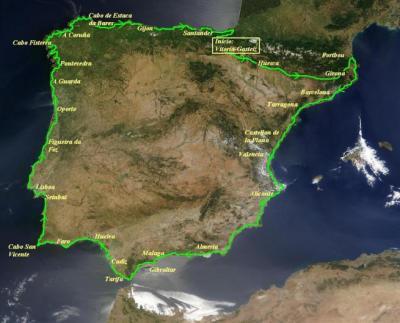 Cabo de Estaca
de Bares
Gijon
Santander
A Coruña
Cabo Fisterra
Inicio:
Vitoria-Gasteiz
Huesca
Portbou
Girona
Pontevedra
A Guarda
Barcelona
Tarragona
Oporto
Castellon de
la Plana
Figueira da
Foz
Valencia
Lisboa
Setubal
Alicante
Huelva
Faro
Cabo San
Vicente
Almeria
Malaga
Cadiz
Gibraltar
Tarifa